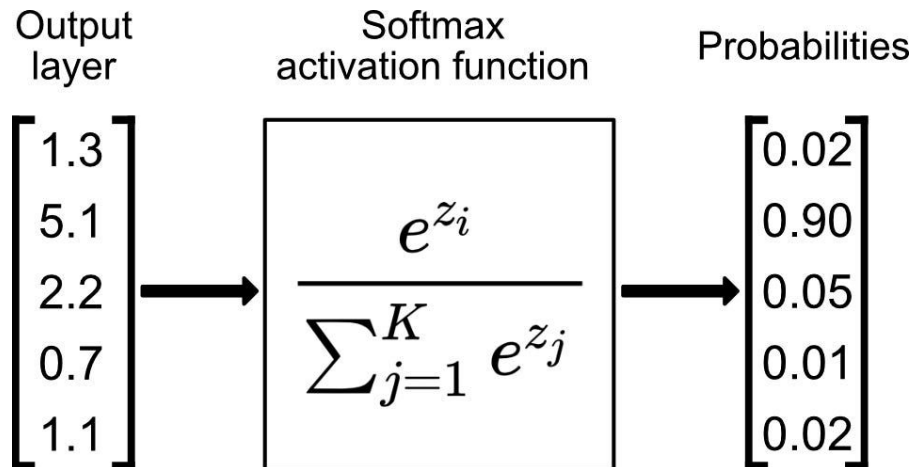 Output
layer
Softmax
activation function
Probabilities
1.3
5.1
2.2
0.7
1.1
e^{z_i}
∑_{j=1}^{K} e^{z_j}
0.02
0.90
0.05
0.01
0.02